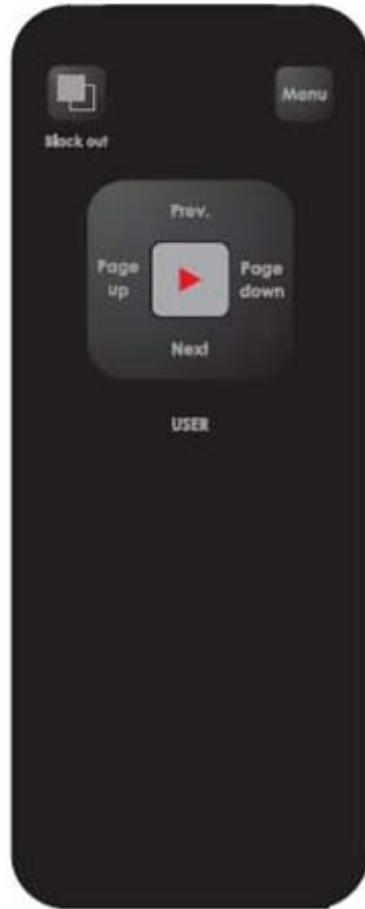 Menu
Black out
Prev.
Page up
Page down
Next
USER